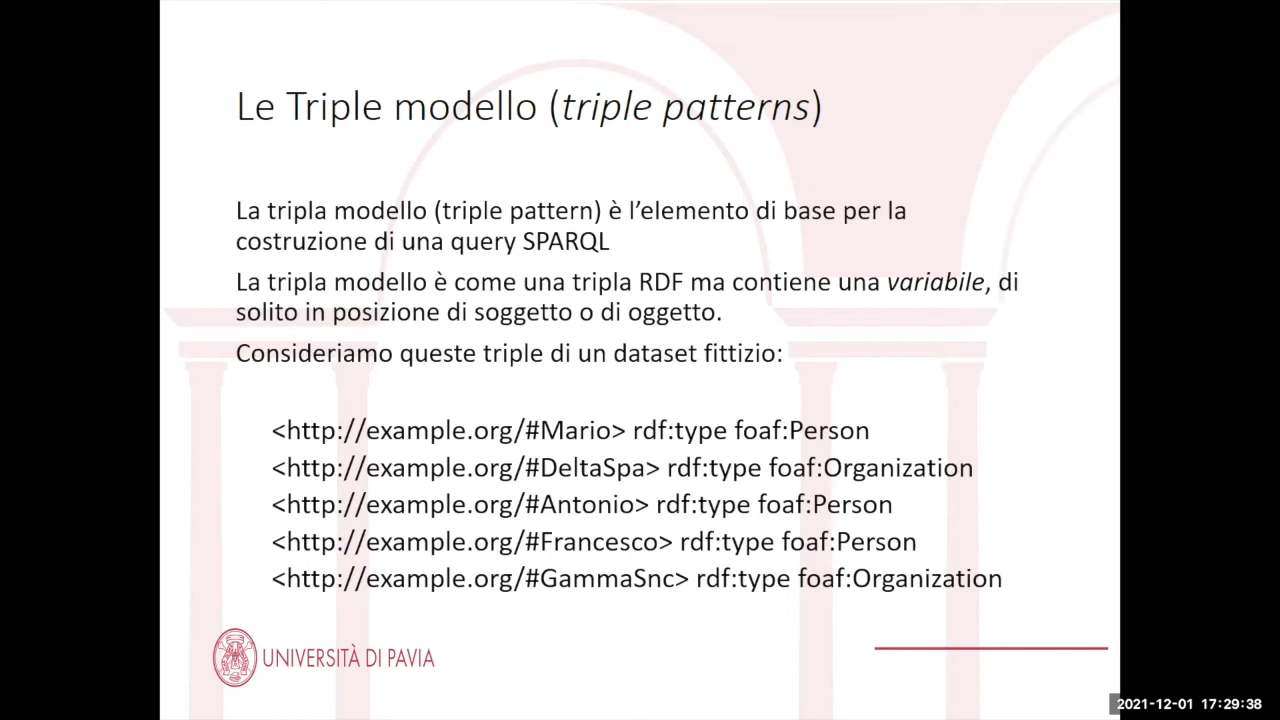 Le Triple modello (triple patterns)
La tripla modello (triple pattern) è l’elemento di base per la
costruzione di una query SPARQL
La tripla modello è come una tripla RDF ma contiene una variabile, di
solito in posizione di soggetto o di oggetto.
Consideriamo queste triple di un dataset fittizio:
<http://example.org/#Mario> rdf:type foaf:Person
<http://example.org/#DeltaSpa> rdf:type foaf:Organization
<http://example.org/#Antonio> rdf:type foaf:Person
<http://example.org/#Francesco> rdf:type foaf:Person
<http://example.org/#GammaSnc> rdf:type foaf:Organization
UNIVERSITÀ DI PAVIA
2021-12-01 17:29:38